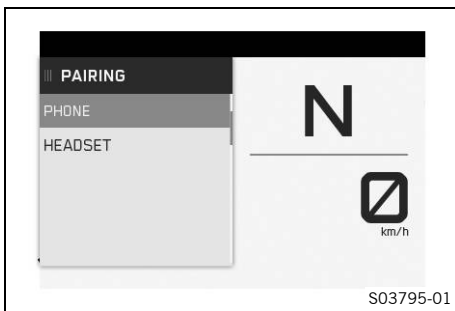 PAIRING
PHONE
HEADSET
N
0
km/h
S03795-01